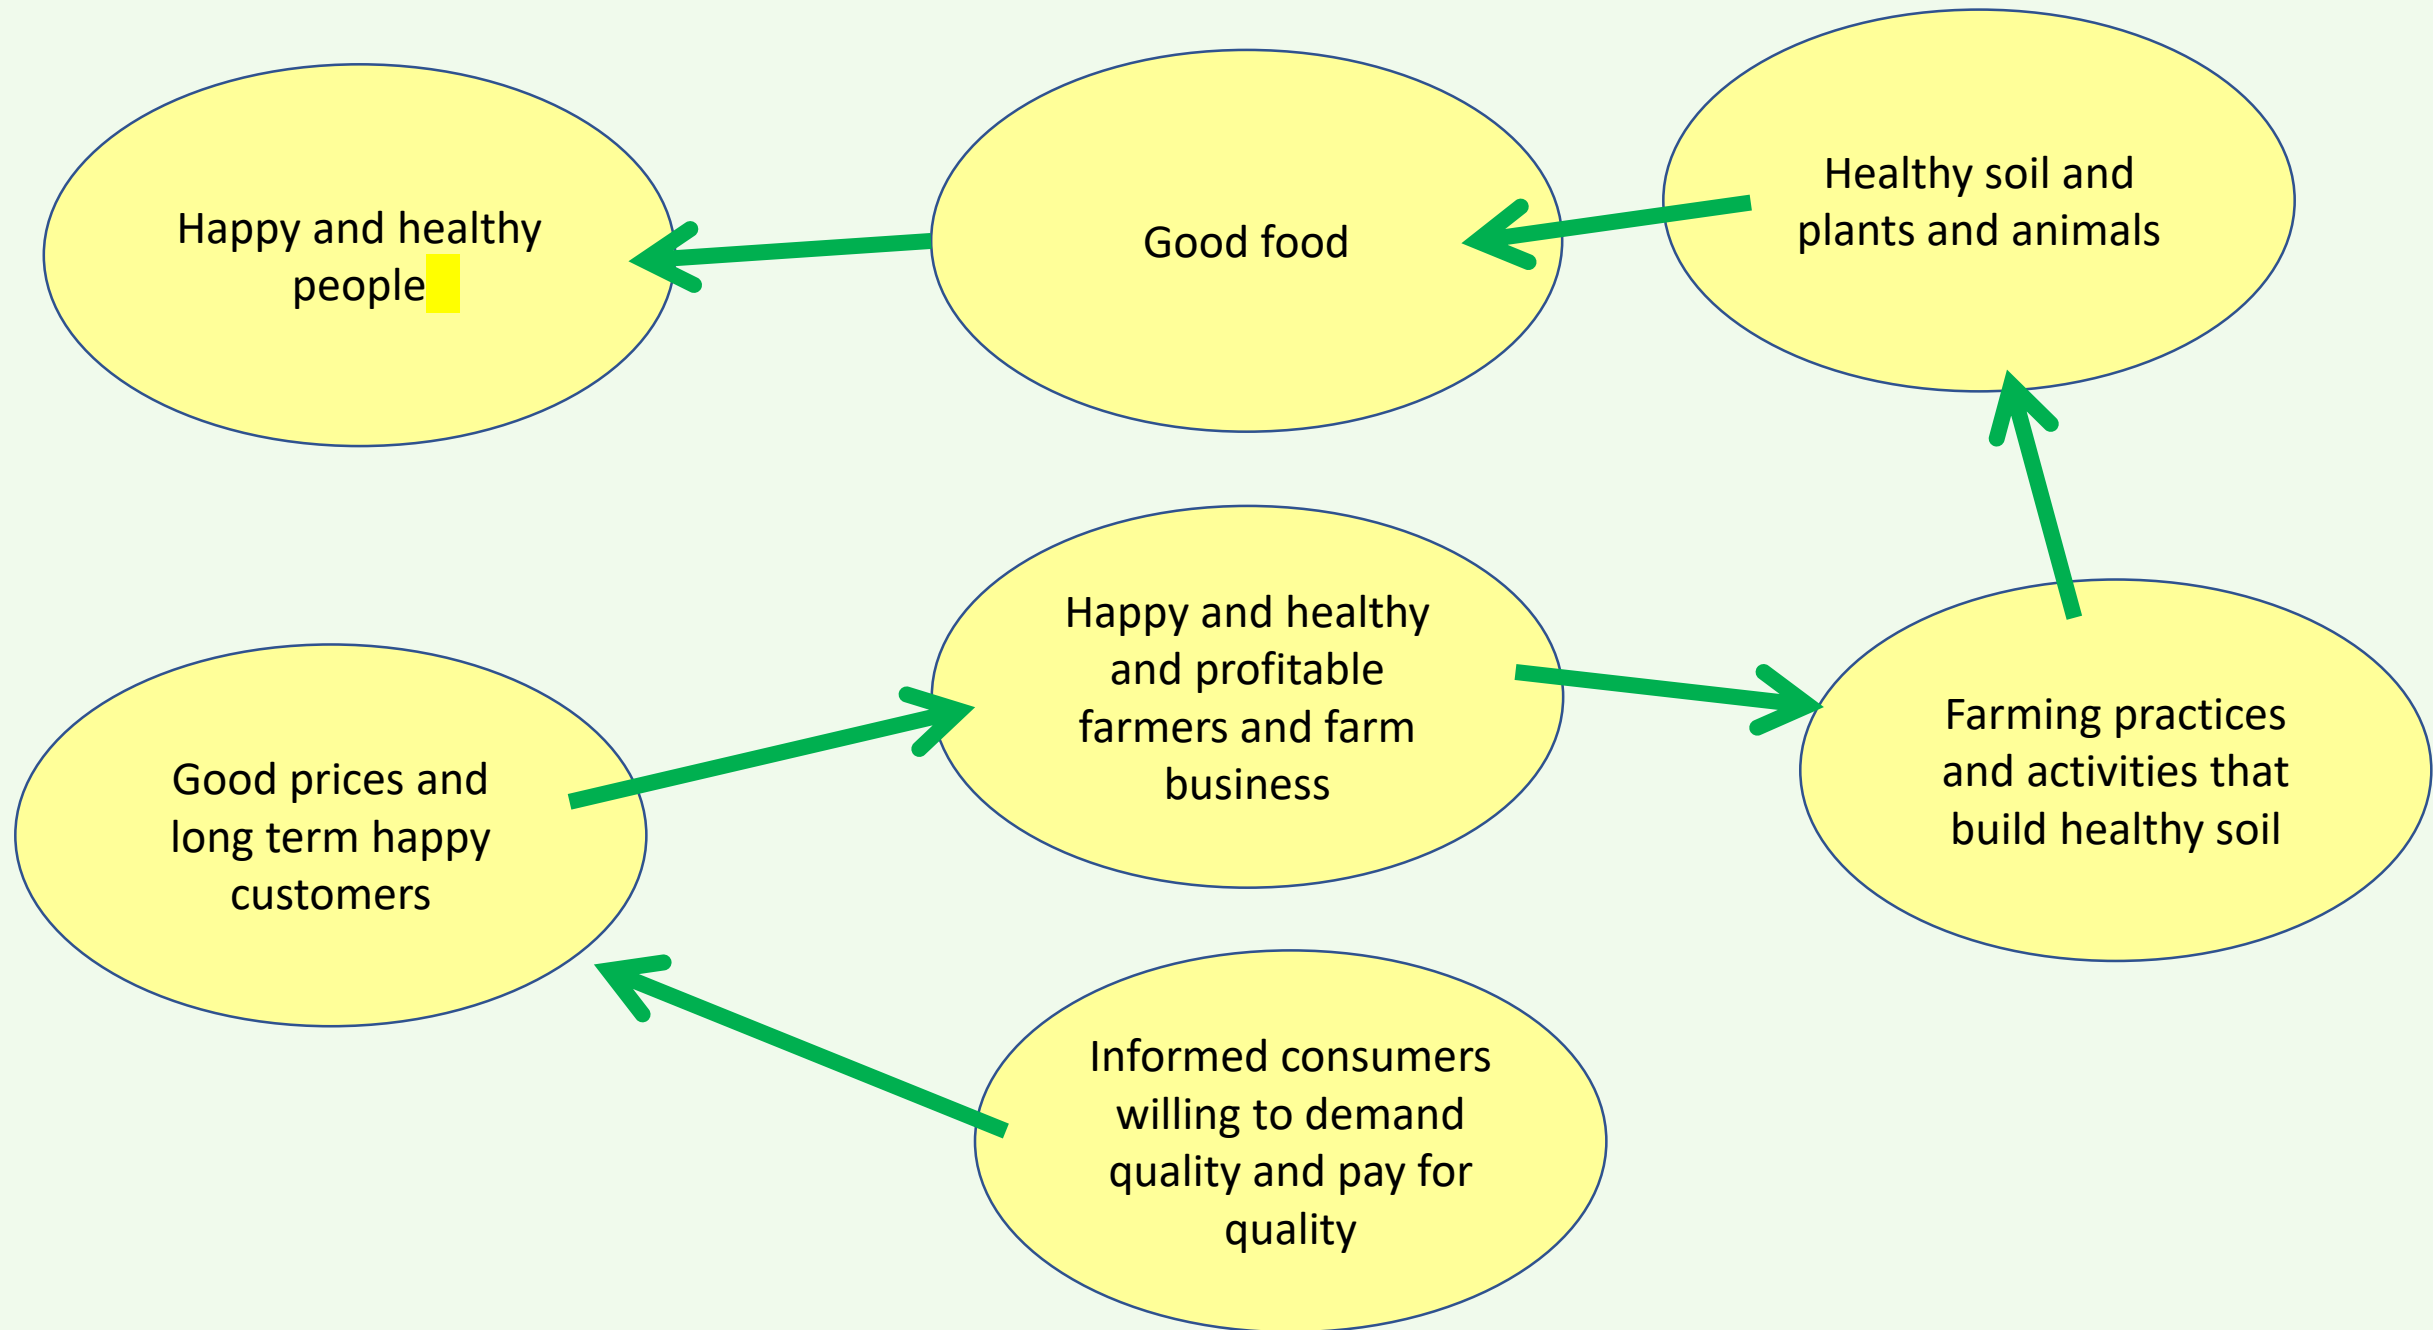 Happy and healthy
people
Good food
Healthy soil and
plants and animals
Happy and healthy
and profitable
farmers and farm
business
Farming practices
and activities that
build healthy soil
Good prices and
long term happy
customers
Informed consumers
willing to demand
quality and pay for
quality